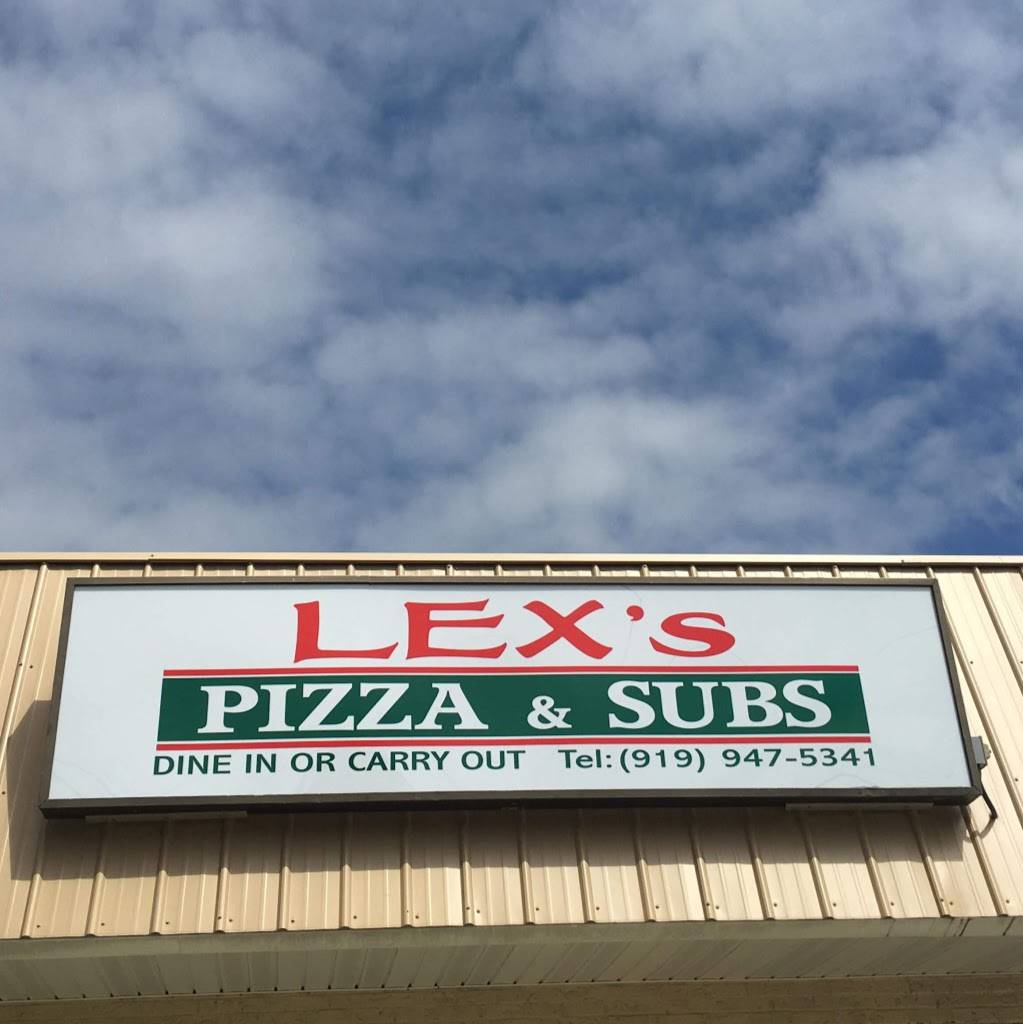 LEX's
PIZZA & SUBS
DINE IN OR CARRY OUT Tel: (919) 947-5341